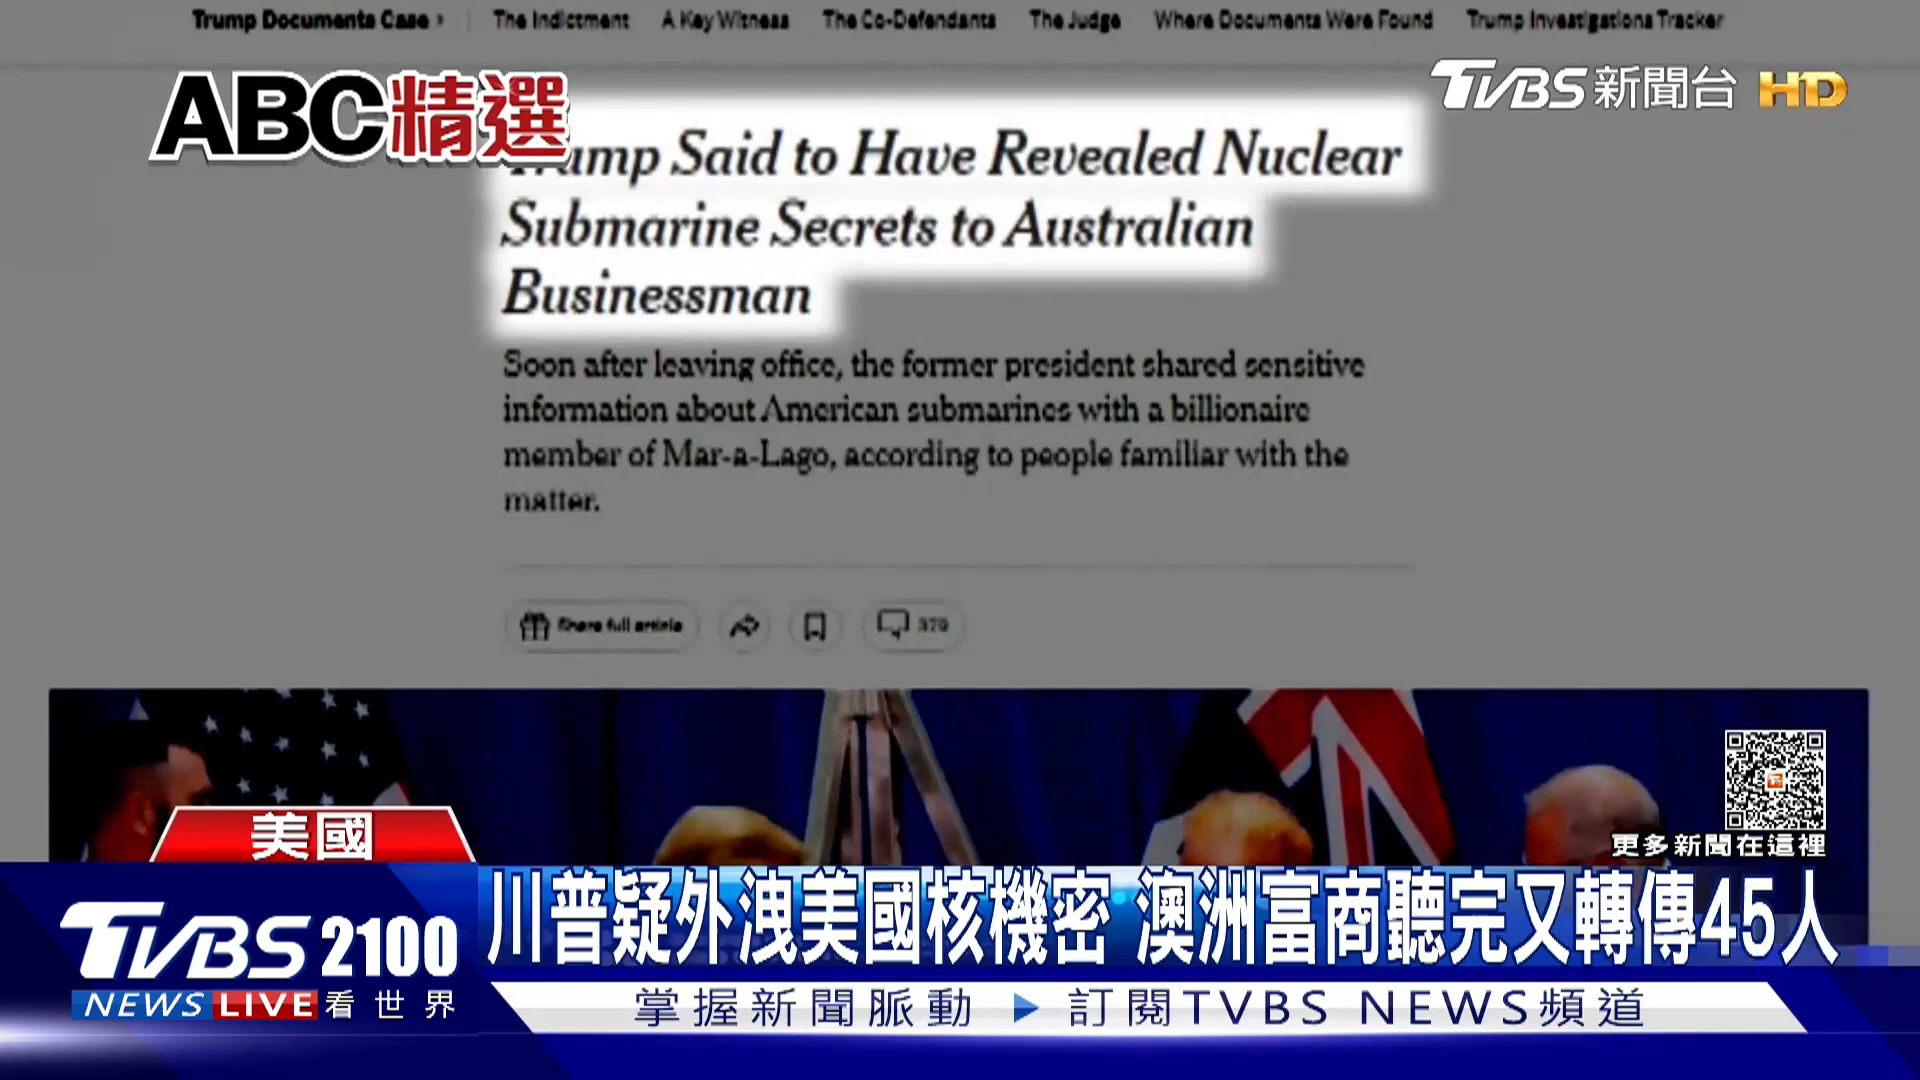 Trump Documents Case › The Indictment A Key Witness The Co-Defendants The Judge Where Documents Were Found Trump Investigations Tracker
ABC精選
TVBS新聞台 HD
Trump Said to Have Revealed Nuclear
Submarine Secrets to Australian
Businessman
Soon after leaving office, the former president shared sensitive
information about American submarines with a billionaire
member of Mar-a-Lago, according to people familiar with the
matter.
Share full article
379
更多新聞在這裡
美國
川普疑外洩美國核機密 澳洲富商聽完又轉傳45人
TVBS 2100
NEWS LIVE 看世界
掌握新聞脈動 ▶ 訂閱TVBS NEWS頻道